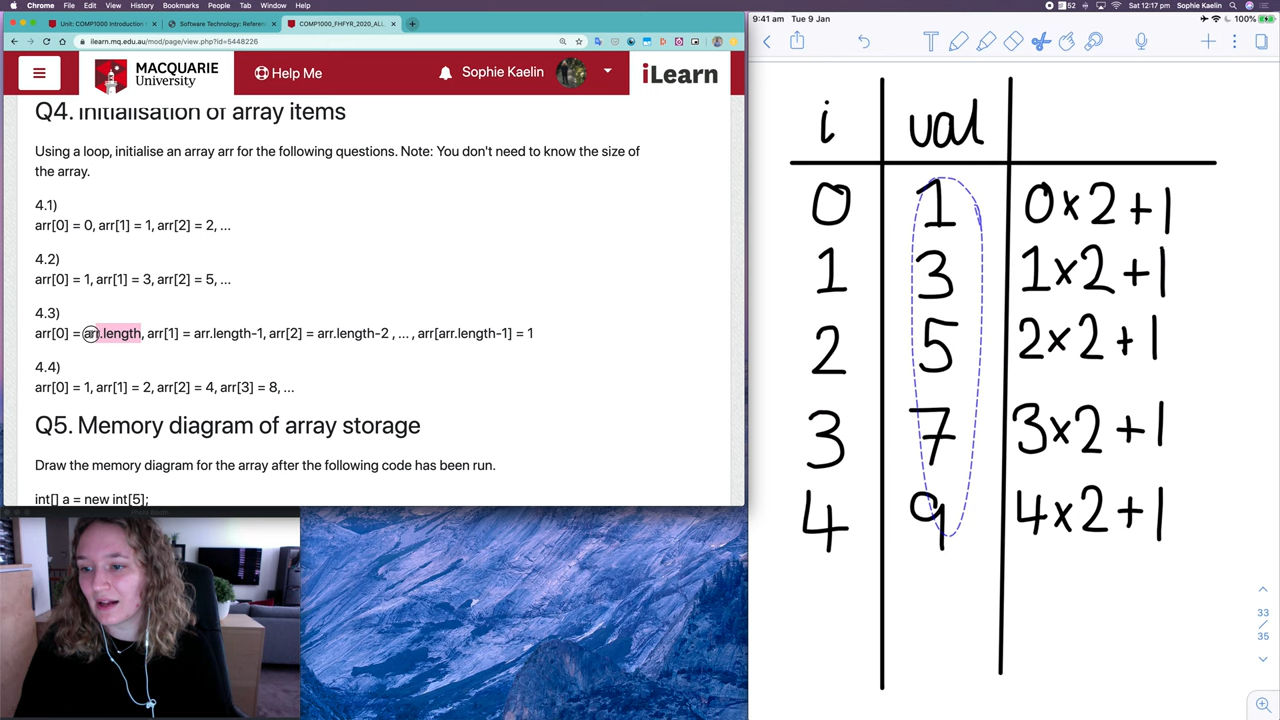 Chrome File Edit View History Bookmarks People Tab Window Help
52 100% Sat 12:17 pm Sophie Kaelin
Unit: COMP1000 Introduction
Software Technology: Referen
COMP1000_FHFYR_2020_ALL
ilearn.mq.edu.au/mod/page/view.php?id=5448226
MACQUARIE
University
Help Me
Sophie Kaelin
iLearn
Q4. Initialisation of array items
Using a loop, initialise an array arr for the following questions. Note: You don't need to know the size of
the array.
4.1)
arr[0] = 0, arr[1] = 1, arr[2] = 2, ...
4.2)
arr[0] = 1, arr[1] = 3, arr[2] = 5, ...
4.3)
arr[0] = arr.length, arr[1] = arr.length-1, arr[2] = arr.length-2 , ... , arr[arr.length-1] = 1
4.4)
arr[0] = 1, arr[1] = 2, arr[2] = 4, arr[3] = 8, ...
Q5. Memory diagram of array storage
Draw the memory diagram for the array after the following code has been run.
int[] a = new int[5];
9:41 am Tue 9 Jan
100%
i val
0 1 0×2+1
1 3 1×2+1
2 5 2×2+1
3 7 3×2+1
4 9 4×2+1
33
/
35